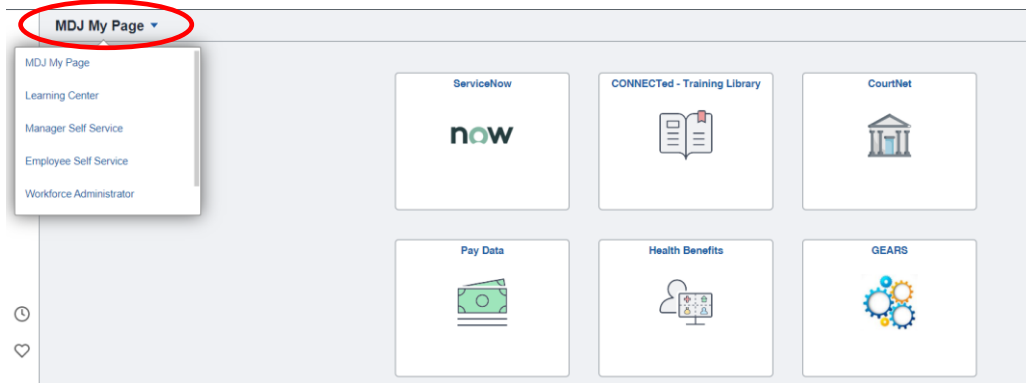 MDJ My Page
MDJ My Page
Learning Center
Manager Self Service
Employee Self Service
Workforce Administrator
ServiceNow
CONNECTed - Training Library
CourtNet
now
Pay Data
Health Benefits
GEARS